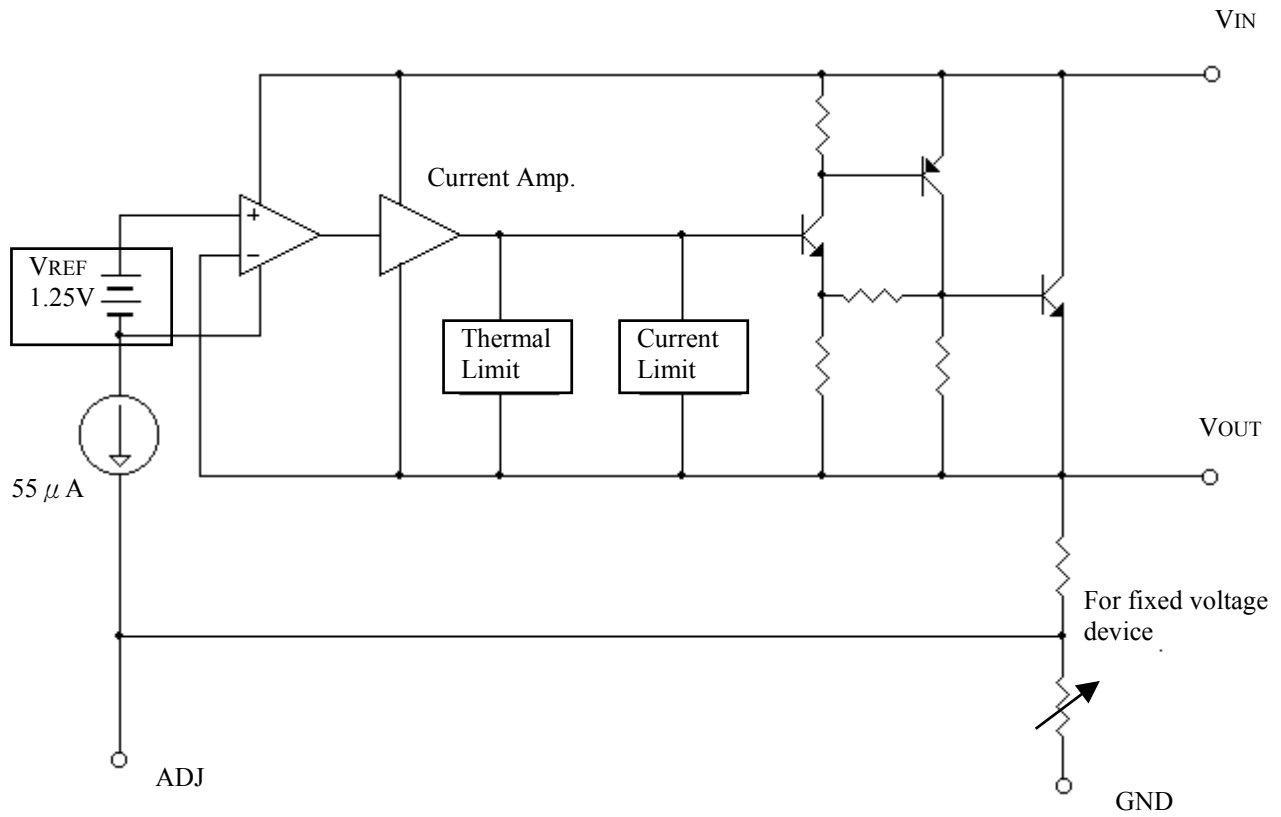 VIN
Current Amp.
+
−
VREF
1.25V
Thermal
Limit
Current
Limit
VOUT
55 μ A
For fixed voltage
device
.
ADJ
GND